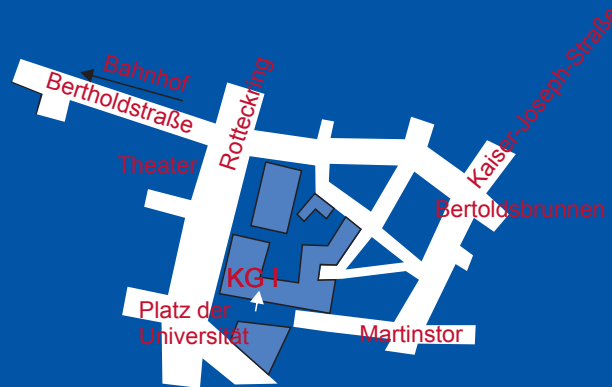 Kaiser-Joseph-Straße
Bahnhof
Bertholdstraße
Rotteckring
Theater
Bertoldsbrunnen
KG I
Platz der
Universität
Martinstor